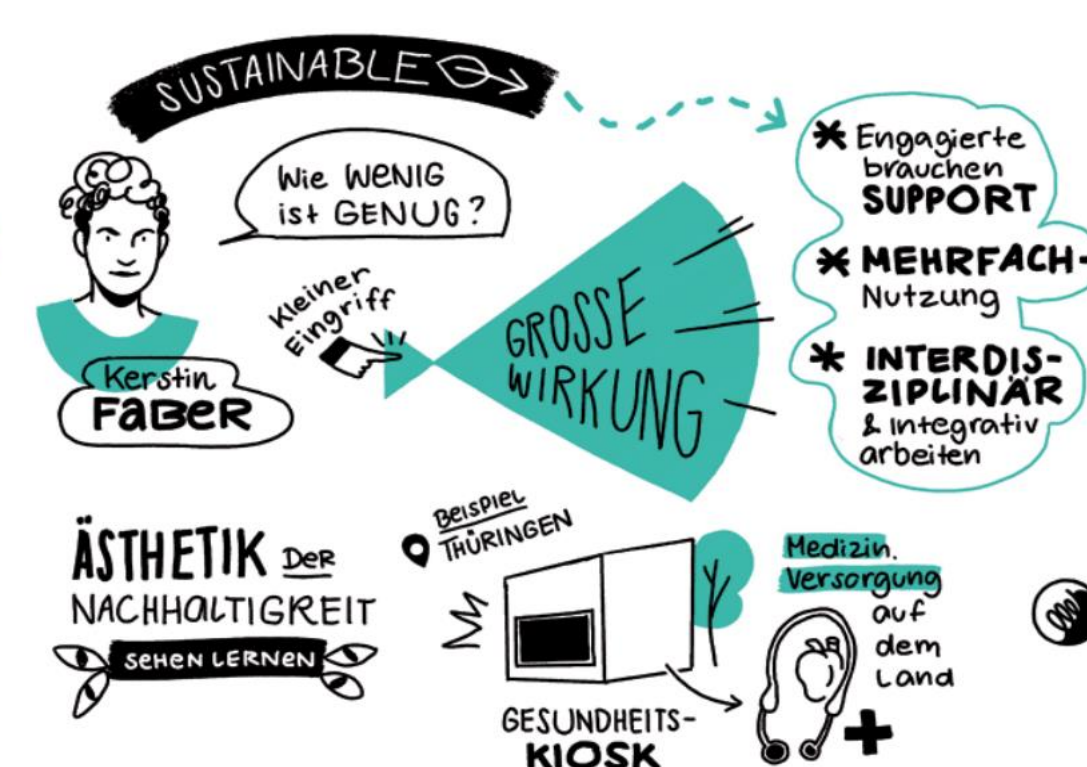 SUSTAINABLE
Wie WENIG
ist GENUG?
Kerstin
FABER
Kleiner
Eingriff
GROSSE
WIRKUNG
* Engagierte
brauchen
SUPPORT
* MEHRFACH-
Nutzung
* INTERDIS-
ZIPLINÄR
& integrativ
arbeiten
ÄSTHETIK DER
NACHHALTIGREIT
SEHEN LERNEN
BEISPIEL
THÜRINGEN
GESUNDHEITS-
KIOSK
Medizin.
Versorgung
auf
dem
Land